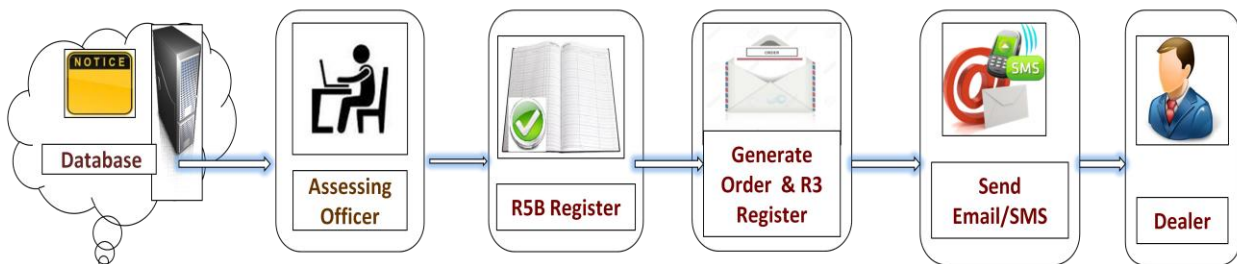 NOTICE
Database
Assessing
Officer
R5B Register
ORDER
Generate
Order & R3
Register
SMS
Send
Email/SMS
Dealer